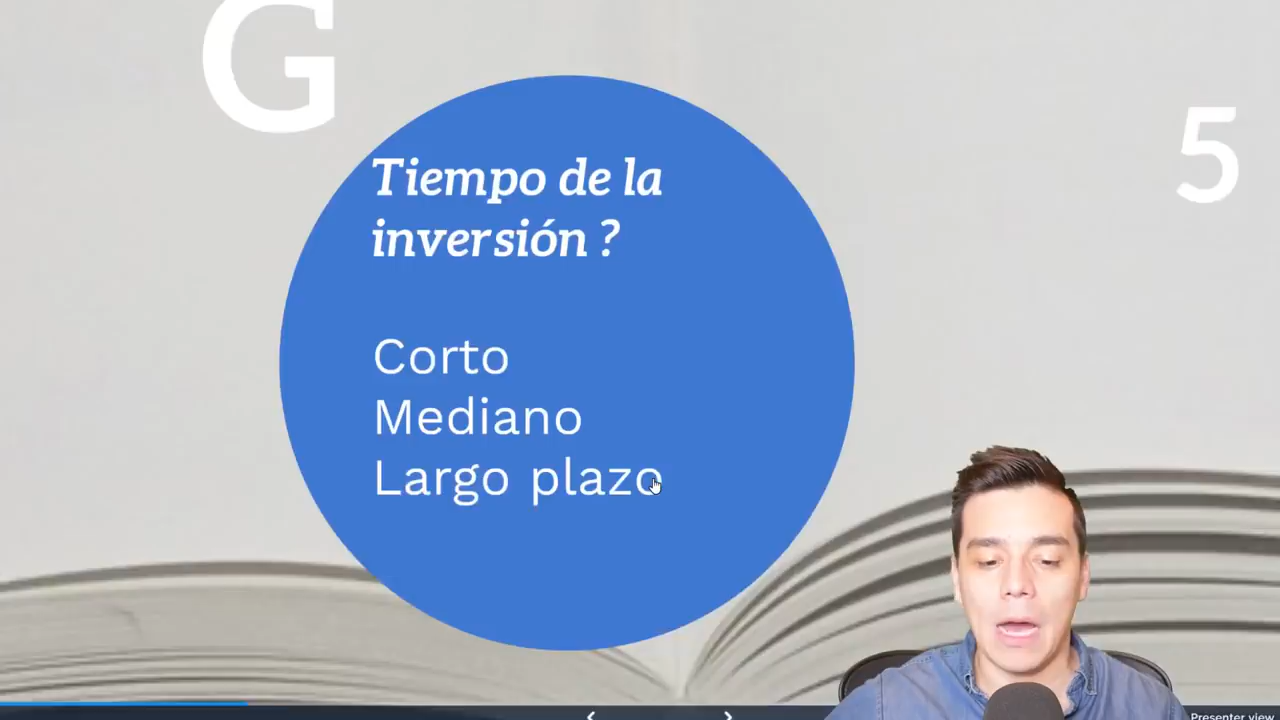 G
5
Tiempo de la
inversión ?
Corto
Mediano
Largo plazo
Presenter view